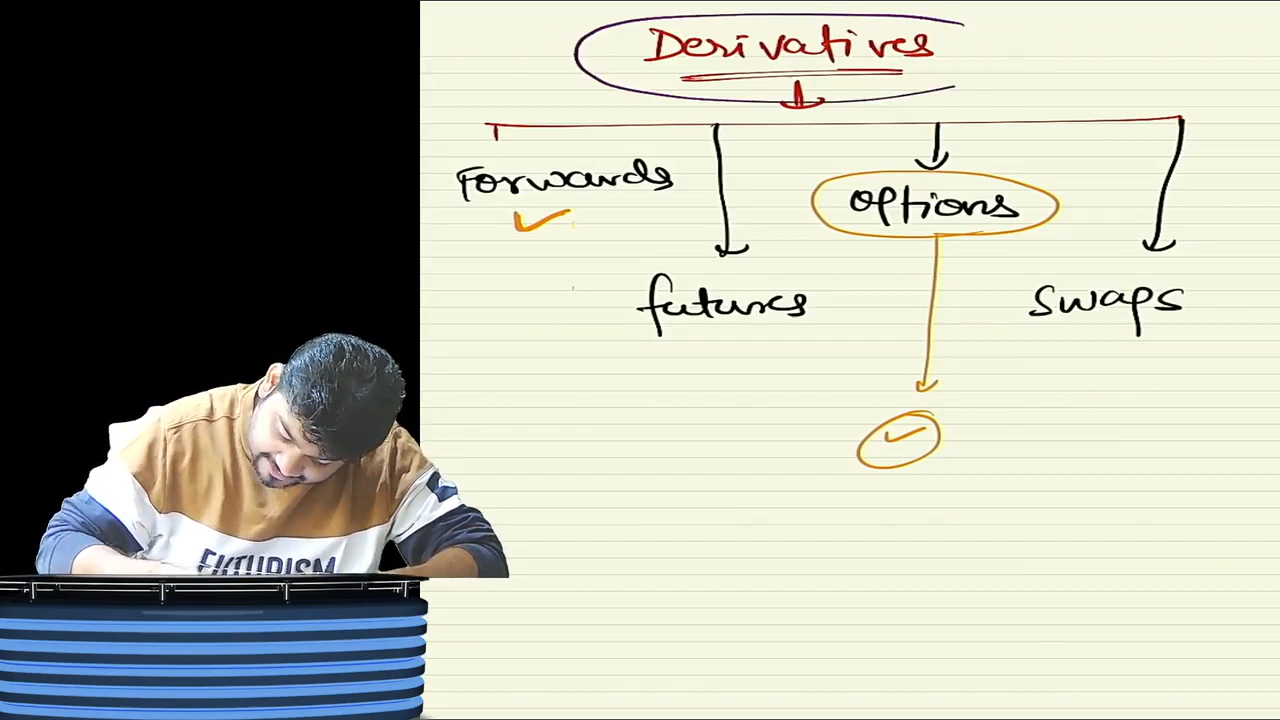 Derivatives
Forwards
options
futures
swaps
FUTURISM